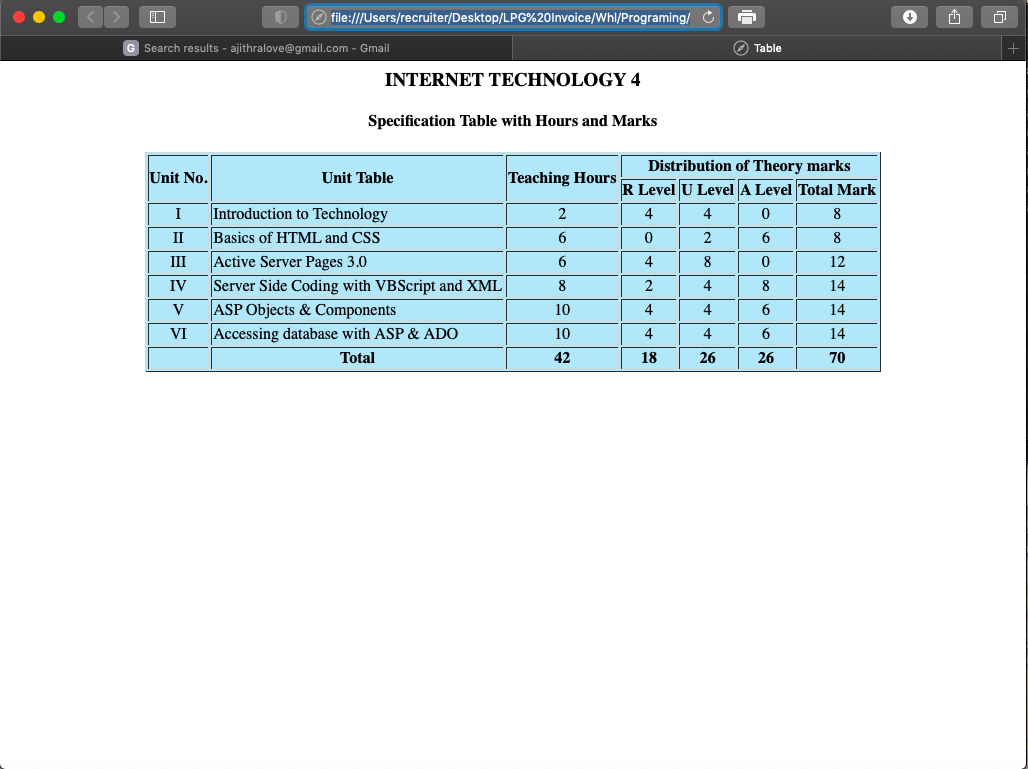 file:///Users/recruiter/Desktop/LPG%20Invoice/Whl/Programing/
G Search results - ajithralove@gmail.com - Gmail
Table
INTERNET TECHNOLOGY 4
Specification Table with Hours and Marks
Unit No. Unit Table Teaching Hours Distribution of Theory marks
R Level U Level A Level Total Mark
I Introduction to Technology 2 4 4 0 8
II Basics of HTML and CSS 6 0 2 6 8
III Active Server Pages 3.0 6 4 8 0 12
IV Server Side Coding with VBScript and XML 8 2 4 8 14
V ASP Objects & Components 10 4 4 6 14
VI Accessing database with ASP & ADO 10 4 4 6 14
Total 42 18 26 26 70